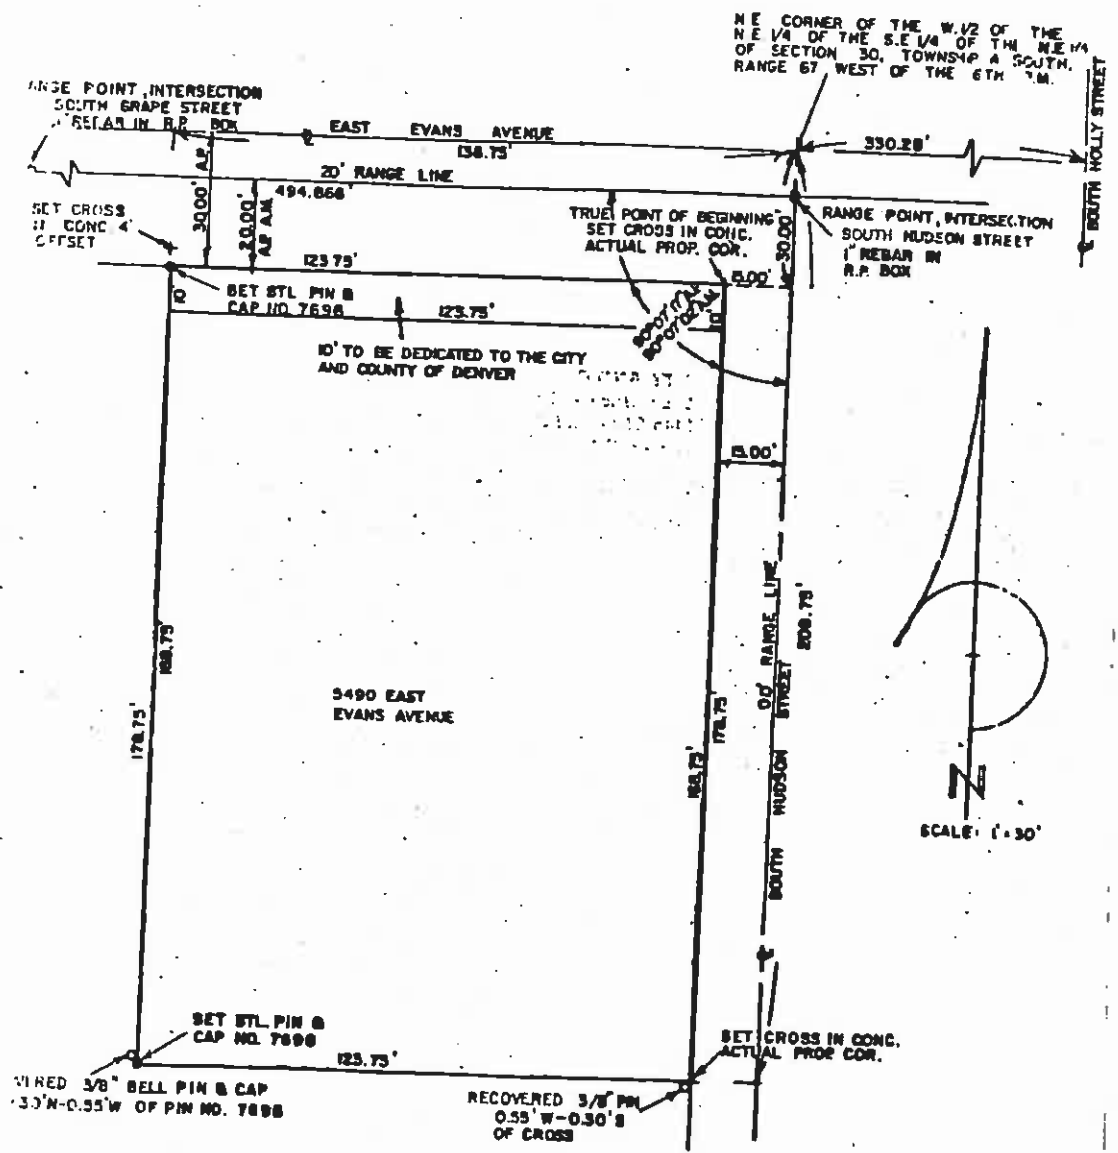 N E CORNER OF THE W. 1/2 OF THE
N E 1/4 OF THE S.E 1/4 OF THE N.E 1/4
OF SECTION 30, TOWNSHIP 4 SOUTH,
RANGE 67 WEST OF THE 6TH
POINT, INTERSECTION
SOUTH GRAPE STREET
REBAR IN R.P. BOX
EAST EVANS AVENUE
138.75'
330.28'
SOUTH HOLLY STREET
20' RANGE LINE
494.868'
30.00' A.P.
20.00'
A.P. A.M.
SET CROSS
CONC. 4'
OFFSET
TRUE POINT OF BEGINNING
SET CROSS IN CONC.
ACTUAL PROP. COR.
RANGE POINT, INTERSECTION
SOUTH HUDSON STREET
1" REBAR IN
R.P. BOX
30.00'
123.75'
15.00'
SET STL PIN &
CAP NO. 7698
10'
123.75'
10'
10' TO BE DEDICATED TO THE CITY
AND COUNTY OF DENVER
15.00'
RANGE LINE
208.75'
SOUTH HUDSON STREET
168.75'
178.75'
5490 EAST
EVANS AVENUE
178.75'
168.75'
N
SCALE: 1"=30'
SET STL PIN &
CAP NO. 7698
123.75'
SET CROSS IN CONC.
ACTUAL PROP COR.
3/8" BELL PIN & CAP
N-0.55'W OF PIN NO. 7698
RECOVERED 3/8" PIN
0.55' W-0.30'S
OF CROSS